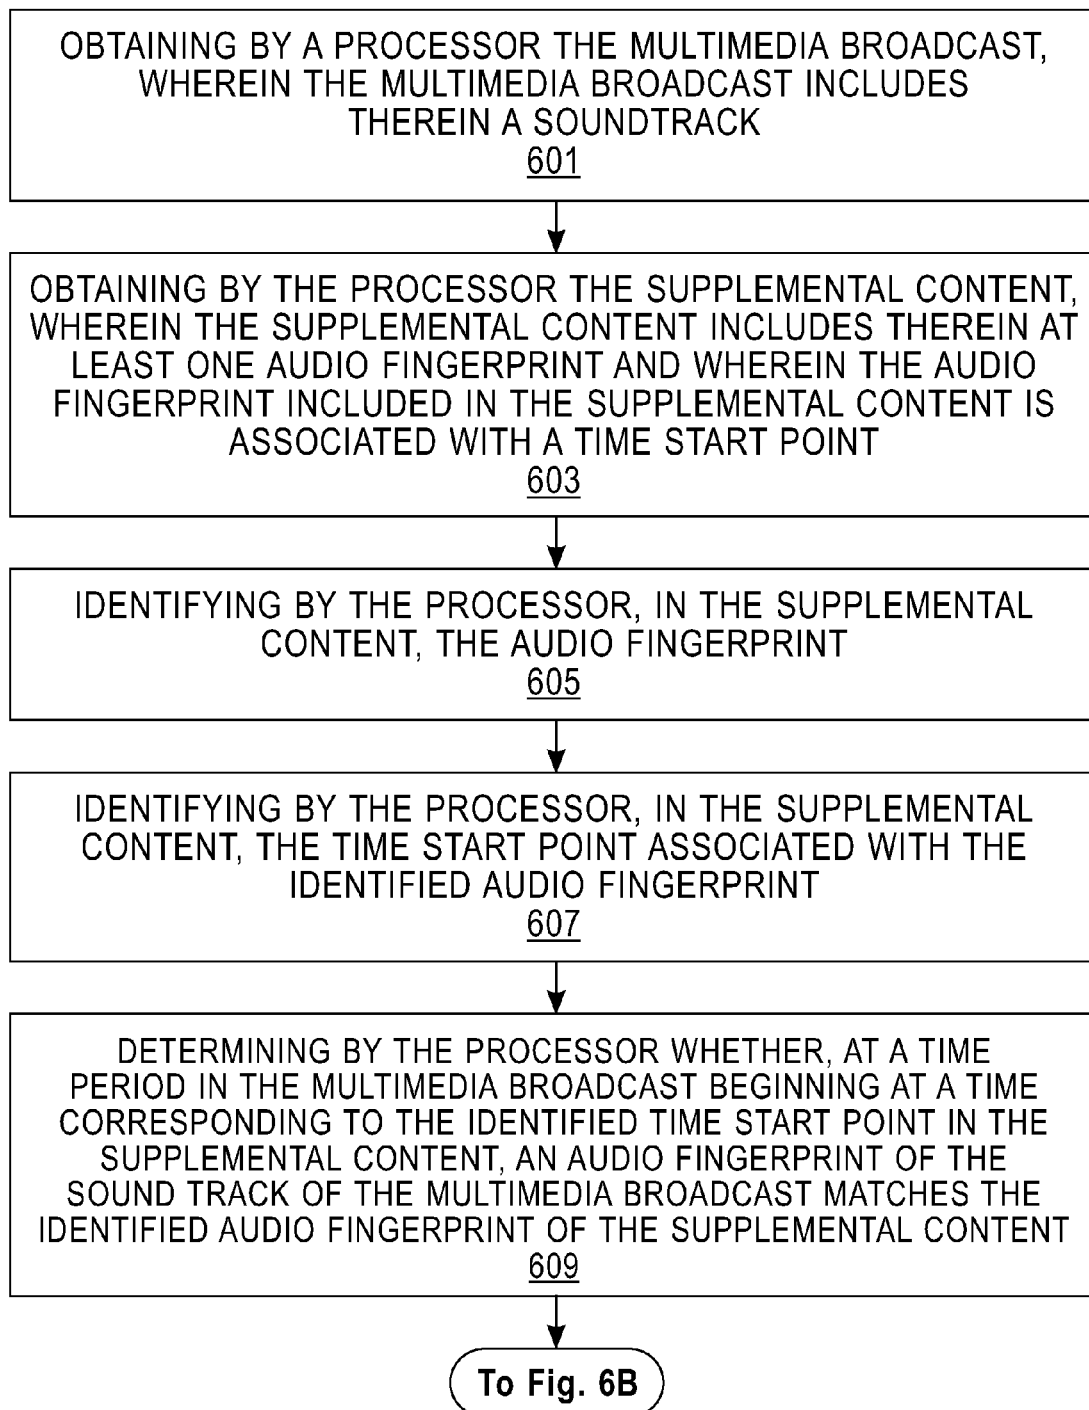 OBTAINING BY A PROCESSOR THE MULTIMEDIA BROADCAST,
WHEREIN THE MULTIMEDIA BROADCAST INCLUDES
THEREIN A SOUNDTRACK
601
OBTAINING BY THE PROCESSOR THE SUPPLEMENTAL CONTENT,
WHEREIN THE SUPPLEMENTAL CONTENT INCLUDES THEREIN AT
LEAST ONE AUDIO FINGERPRINT AND WHEREIN THE AUDIO
FINGERPRINT INCLUDED IN THE SUPPLEMENTAL CONTENT IS
ASSOCIATED WITH A TIME START POINT
603
IDENTIFYING BY THE PROCESSOR, IN THE SUPPLEMENTAL
CONTENT, THE AUDIO FINGERPRINT
605
IDENTIFYING BY THE PROCESSOR, IN THE SUPPLEMENTAL
CONTENT, THE TIME START POINT ASSOCIATED WITH THE
IDENTIFIED AUDIO FINGERPRINT
607
DETERMINING BY THE PROCESSOR WHETHER, AT A TIME
PERIOD IN THE MULTIMEDIA BROADCAST BEGINNING AT A TIME
CORRESPONDING TO THE IDENTIFIED TIME START POINT IN THE
SUPPLEMENTAL CONTENT, AN AUDIO FINGERPRINT OF THE
SOUND TRACK OF THE MULTIMEDIA BROADCAST MATCHES THE
IDENTIFIED AUDIO FINGERPRINT OF THE SUPPLEMENTAL CONTENT
609
To Fig. 6B